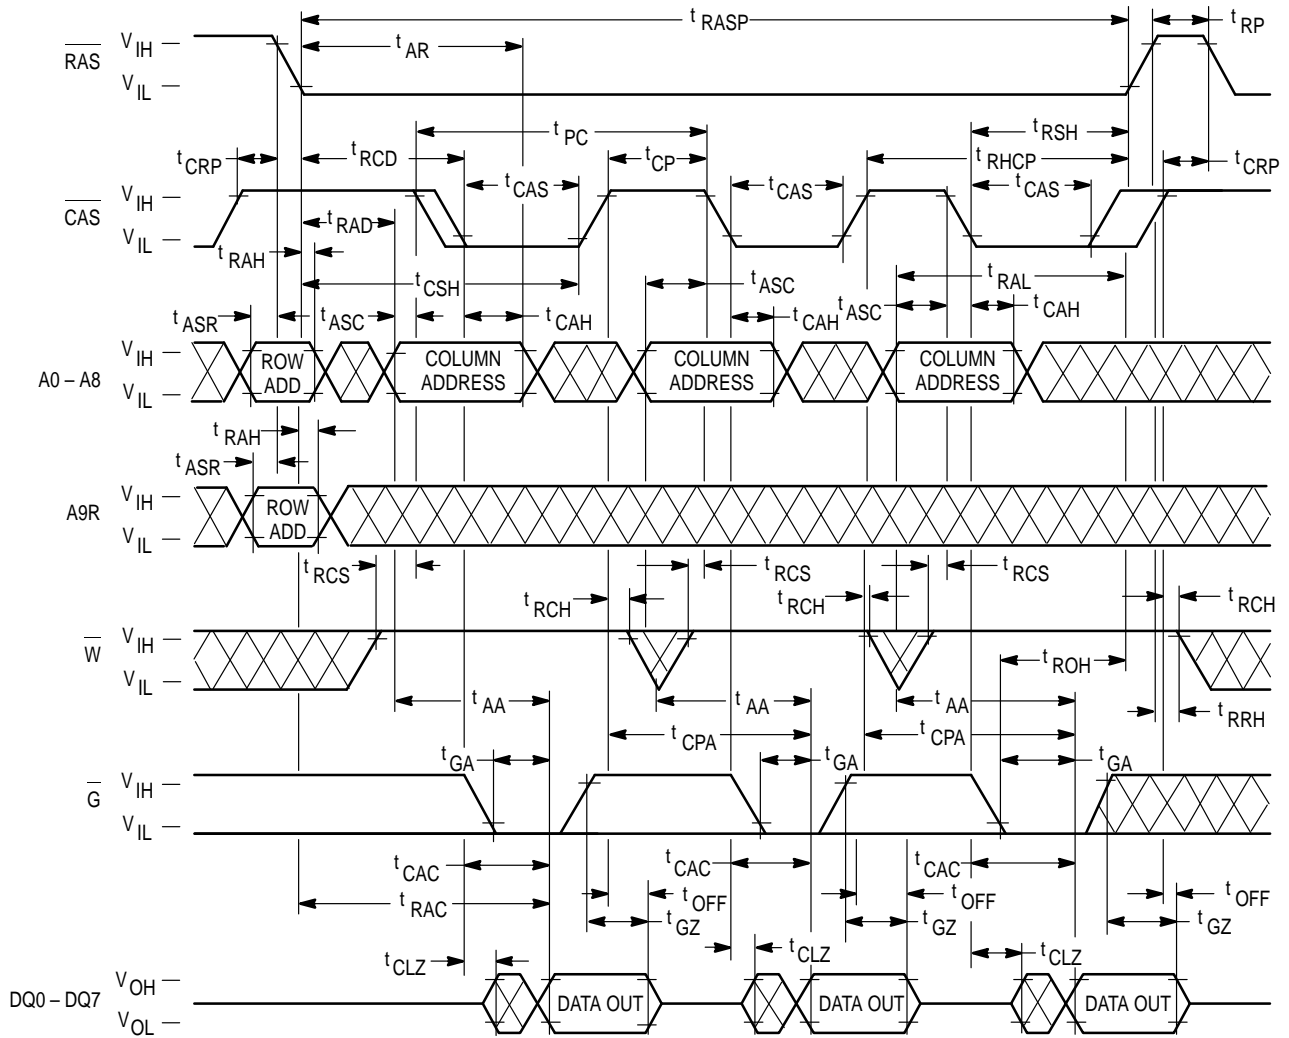 t RASP
t RP
t AR
RAS
V IH
V IL
t PC
t RSH
t CRP
t RCD
t CP
t RHCP
t CRP
t CAS
t CAS
t CAS
CAS
V IH
V IL
t RAD
t RAH
t CSH
t ASC
t RAL
t ASR
t ASC
t CAH
t CAH
t ASC
t CAH
A0 – A8
V IH
V IL
ROW ADD
COLUMN ADDRESS
COLUMN ADDRESS
COLUMN ADDRESS
t RAH
t ASR
A9R
V IH
V IL
ROW ADD
t RCS
t RCS
t RCS
t RCH
t RCH
t RCH
W
V IH
V IL
t ROH
t AA
t AA
t AA
t RRH
t CPA
t CPA
t GA
t GA
t GA
G
V IH
V IL
t CAC
t CAC
t CAC
t RAC
t OFF
t OFF
t OFF
t GZ
t GZ
t GZ
t CLZ
t CLZ
t CLZ
DQ0 – DQ7
V OH
V OL
DATA OUT
DATA OUT
DATA OUT